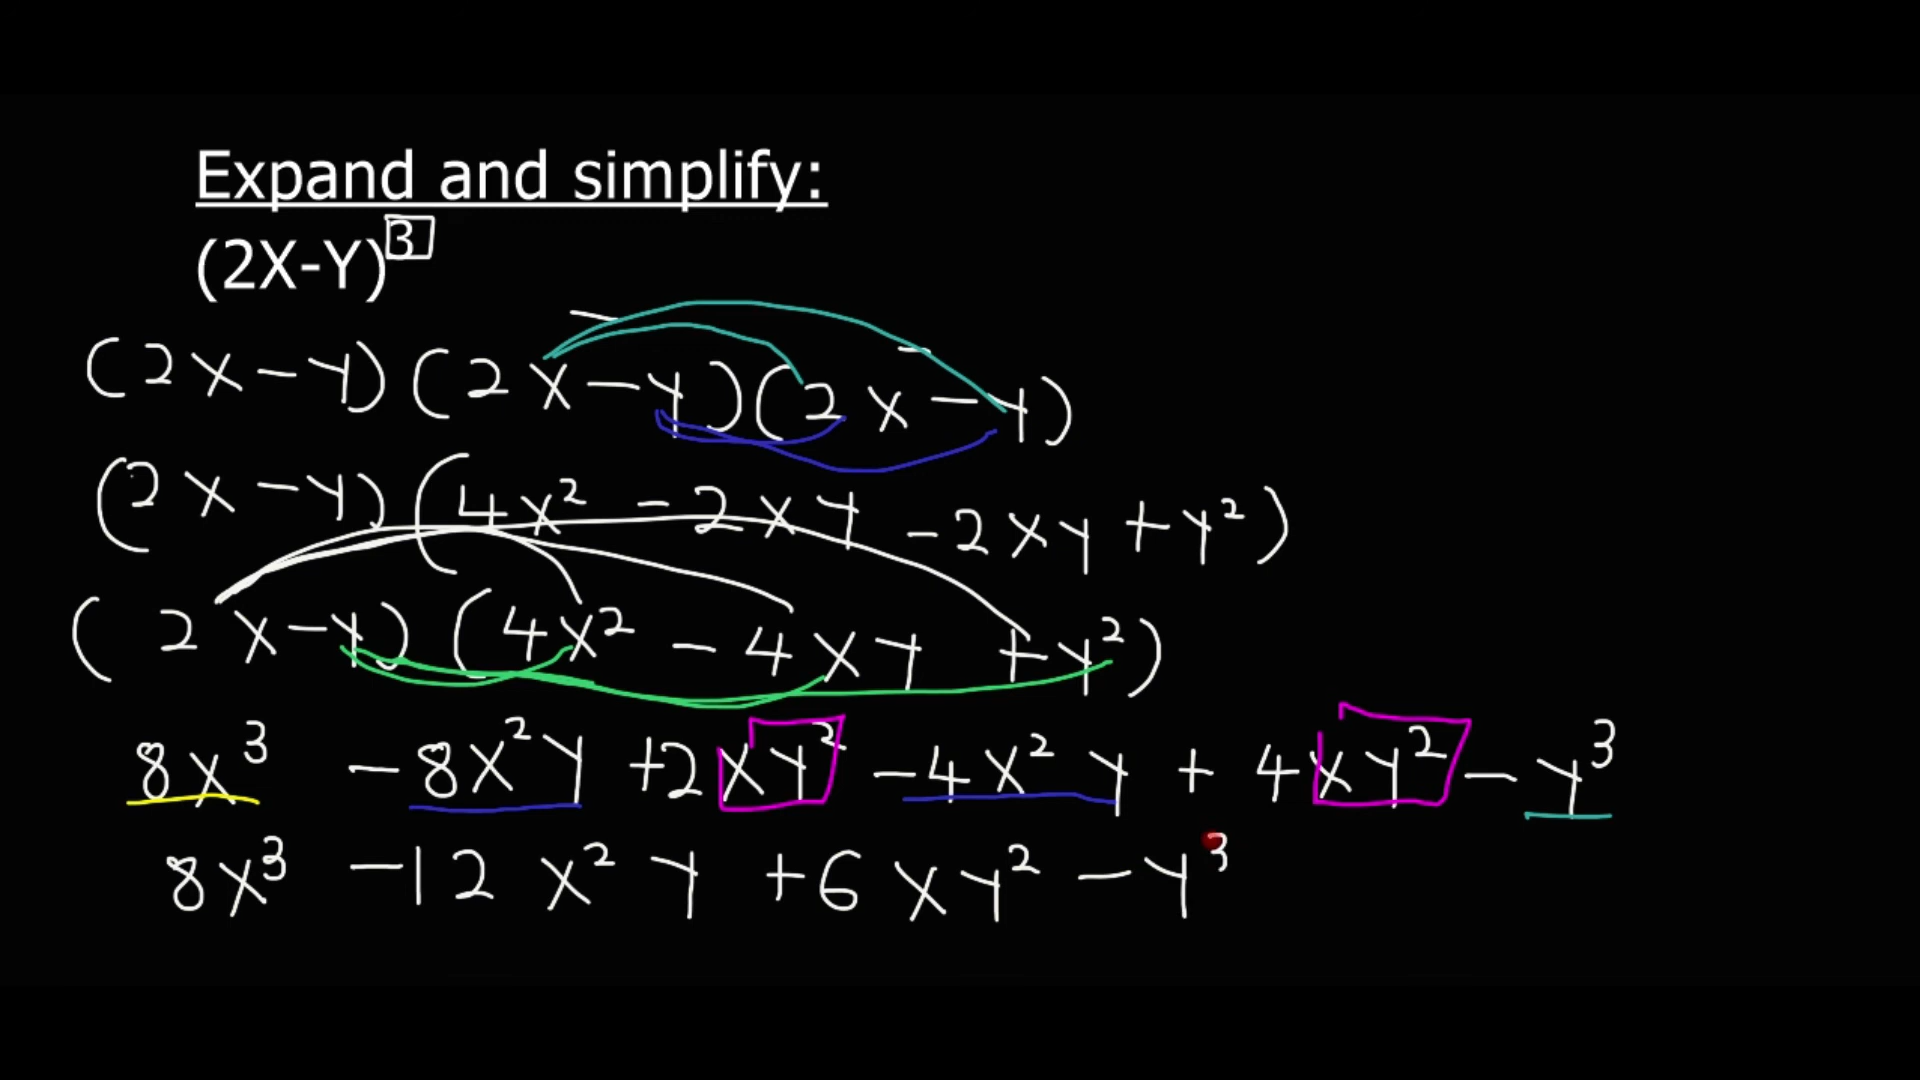 Expand and simplify:
(2X-Y)³
(2x-y)(2x-y)(2x-y)
(2x-y)(4x²-2xy-2xy+y²)
(2x-y)(4x²-4xy+y²)
8x³-8x²y+2xy²-4x²y+4xy²-y³
8x³-12x²y+6xy²-y³